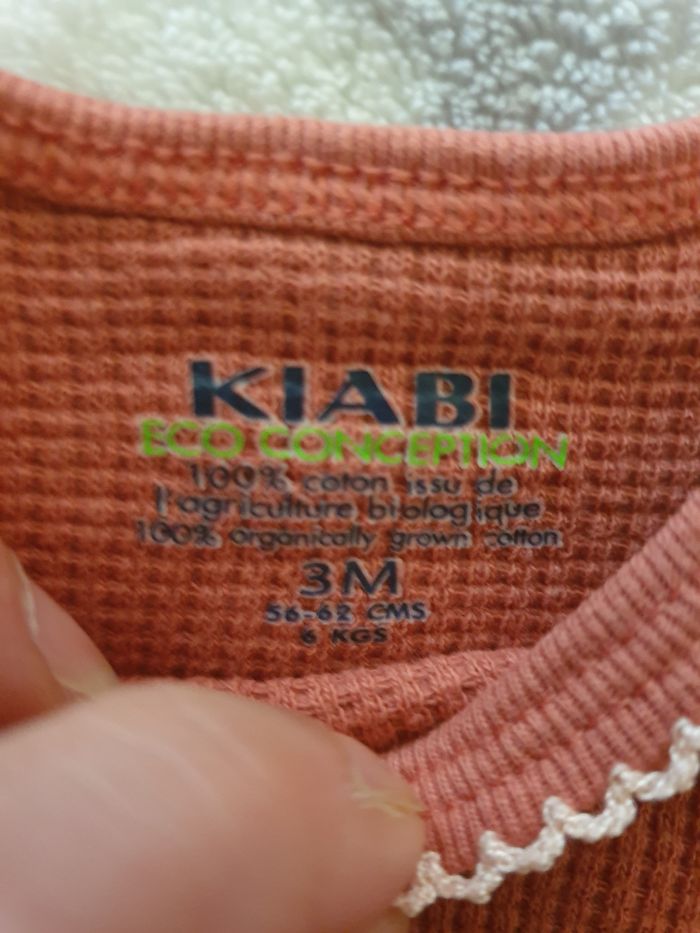 KIABI
ECO CONCEPTION
100% coton issu de
l'agriculture biologique
100% organically grown cotton
3M
56-62 CMS
6 KGS